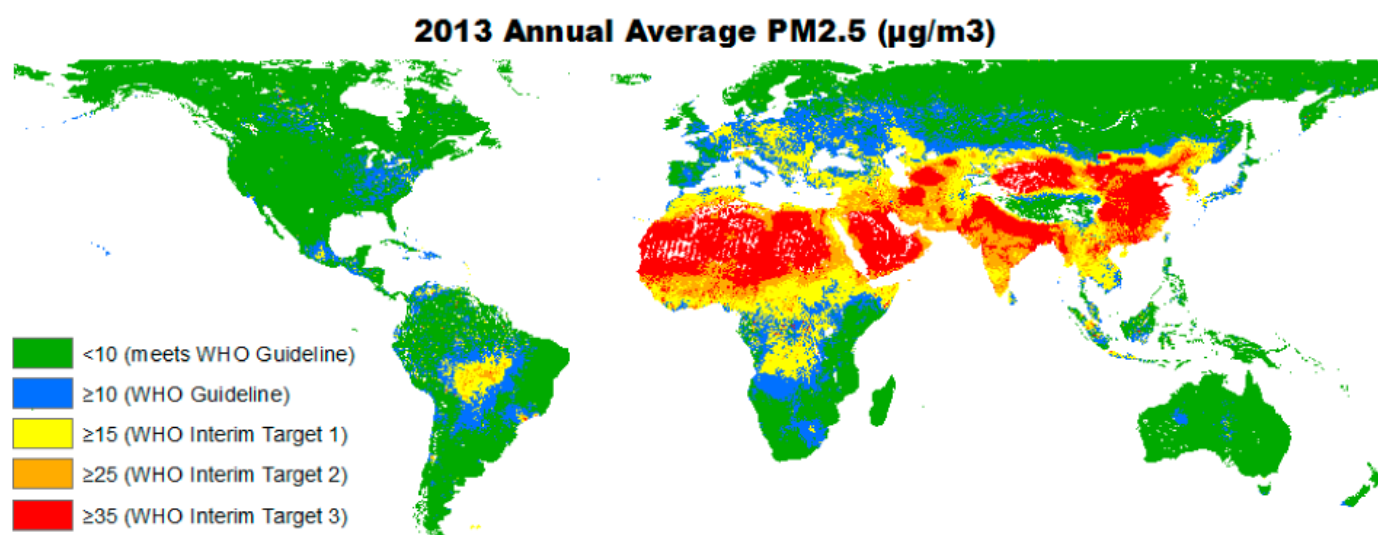 2013 Annual Average PM2.5 (µg/m3)
<10 (meets WHO Guideline)
≥10 (WHO Guideline)
≥15 (WHO Interim Target 1)
≥25 (WHO Interim Target 2)
≥35 (WHO Interim Target 3)